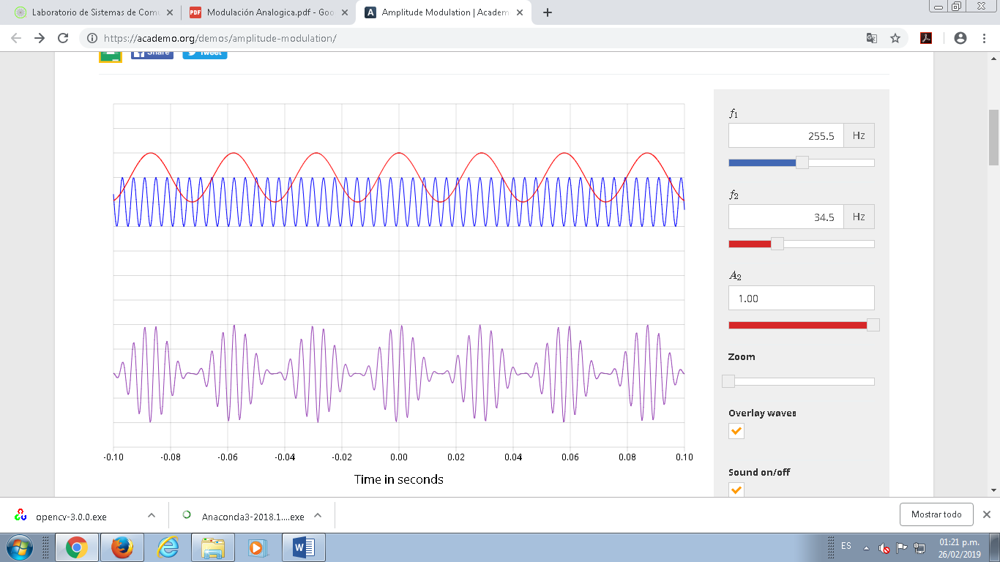 Laboratorio de Sistemas de Comu
Modulación Analogica.pdf - Goo
Amplitude Modulation | Academ
https://academo.org/demos/amplitude-modulation/
Share
Tweet
f1
255.5 Hz
f2
34.5 Hz
A2
1.00
Zoom
Overlay waves
Sound on/off
-0.10 -0.08 -0.06 -0.04 -0.02 0.00 0.02 0.04 0.06 0.08 0.10
Time in seconds
opencv-3.0.0.exe
Anaconda3-2018.1....exe
Mostrar todo
ES
01:21 p.m.
26/02/2019